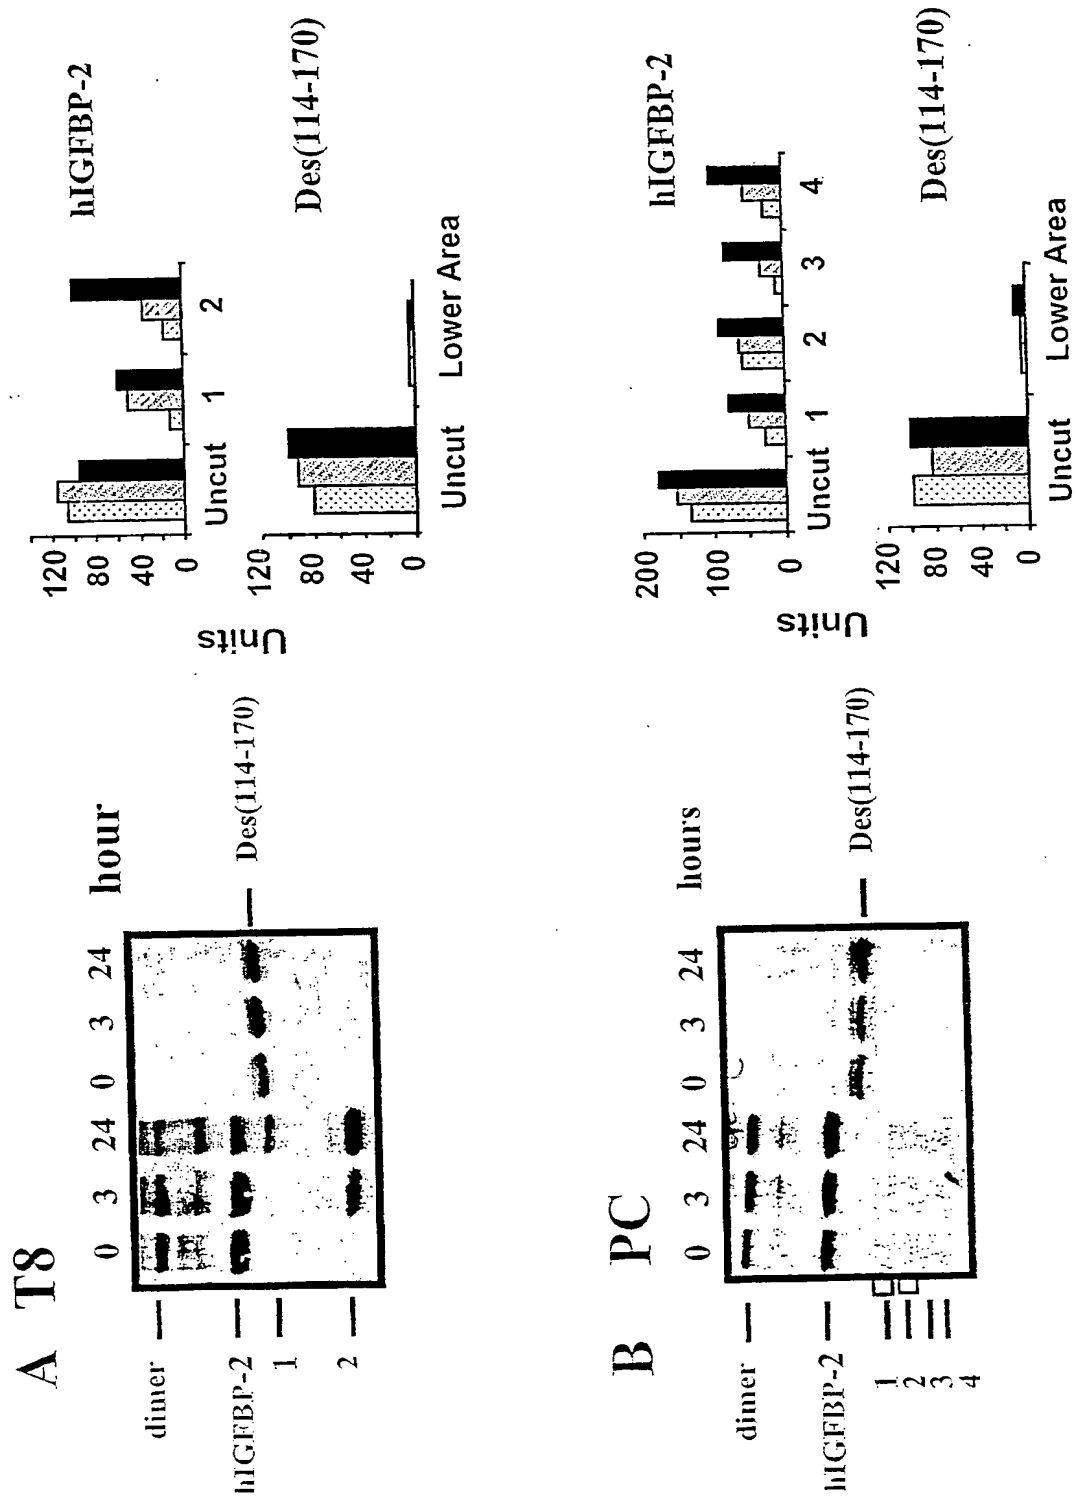 A T8
hour
0 3 24 0 3 24
dimer
hIGFBP-2
1
2
Des(114-170)
Units
120
80
40
0
Uncut 1 2
hIGFBP-2
120
80
40
0
Uncut Lower Area
Des(114-170)
B PC
hours
0 3 24 0 3 24
dimer
hIGFBP-2
1
2
3
4
Des(114-170)
Units
200
100
0
Uncut 1 2 3 4
hIGFBP-2
120
80
40
0
Uncut Lower Area
Des(114-170)